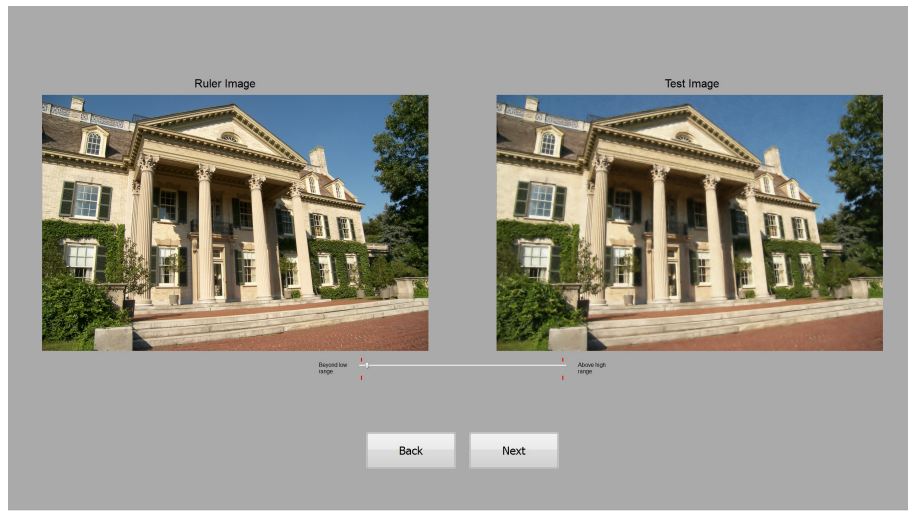 Ruler Image
Test Image
Beyond low
range
Above high
range
Back
Next